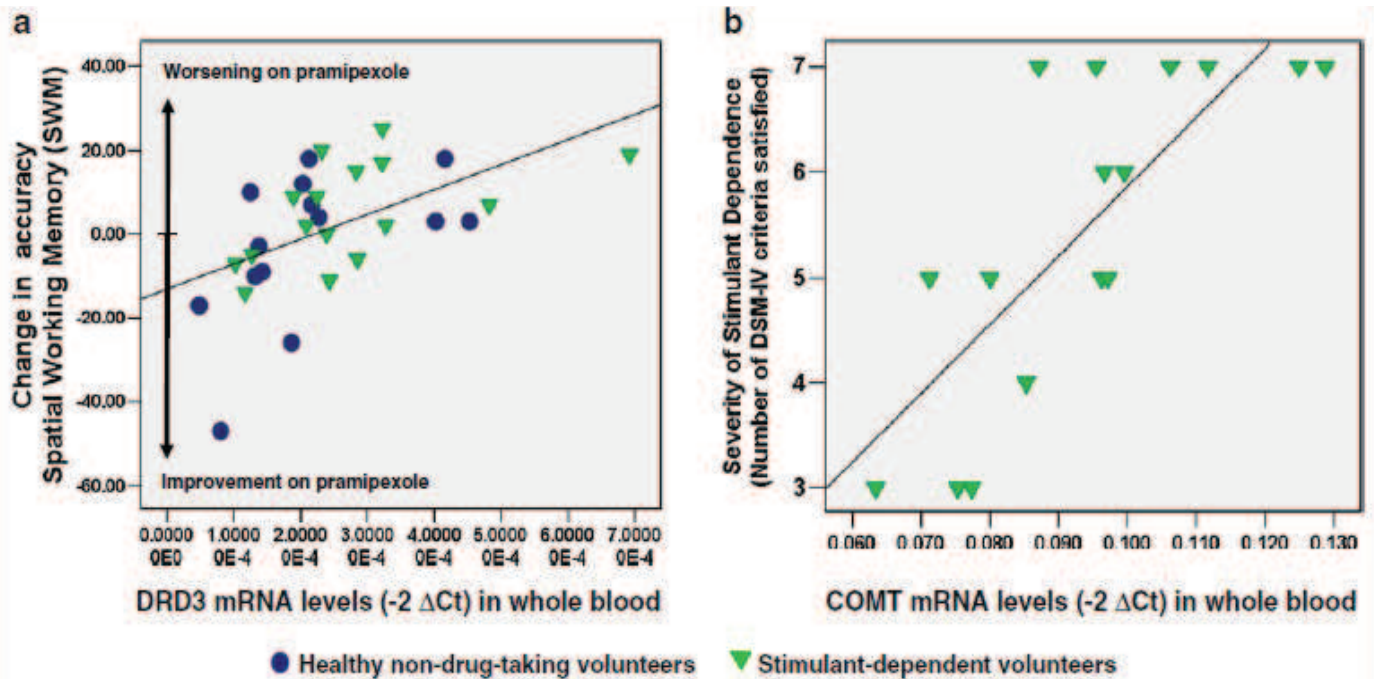 a
Change in accuracy
Spatial Working Memory (SWM)
40.00
20.00
0.00
-20.00
-40.00
-60.00
Worsening on pramipexole
Improvement on pramipexole
0.0000 1.0000 2.0000 3.0000 4.0000 5.0000 6.0000 7.0000
0E0 0E-4 0E-4 0E-4 0E-4 0E-4 0E-4 0E-4
DRD3 mRNA levels (-2 ΔCt) in whole blood
b
Severity of Stimulant Dependence
(Number of DSM-IV criteria satisfied)
7
6
5
4
3
0.060 0.070 0.080 0.090 0.100 0.110 0.120 0.130
COMT mRNA levels (-2 ΔCt) in whole blood
Healthy non-drug-taking volunteers
Stimulant-dependent volunteers